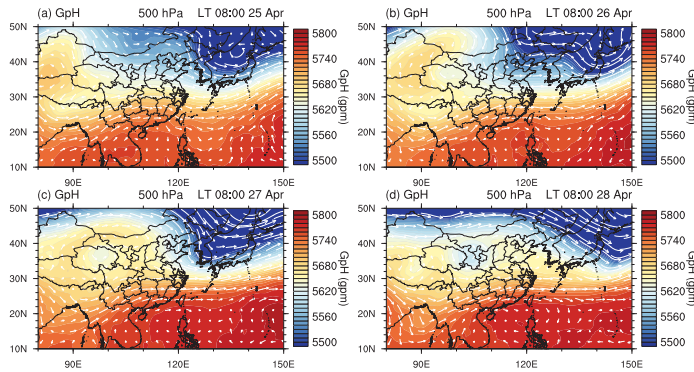 (a) GpH 500 hPa LT 08:00 25 Apr
50N
40N
30N
20N
10N
90E 120E 150E
5800
5740
5680
5620
5560
5500
GpH (gpm)
(b) GpH 500 hPa LT 08:00 26 Apr
50N
40N
30N
20N
10N
90E 120E 150E
5800
5740
5680
5620
5560
5500
GpH (gpm)
(c) GpH 500 hPa LT 08:00 27 Apr
50N
40N
30N
20N
10N
90E 120E 150E
5800
5740
5680
5620
5560
5500
GpH (gpm)
(d) GpH 500 hPa LT 08:00 28 Apr
50N
40N
30N
20N
10N
90E 120E 150E
5800
5740
5680
5620
5560
5500
GpH (gpm)